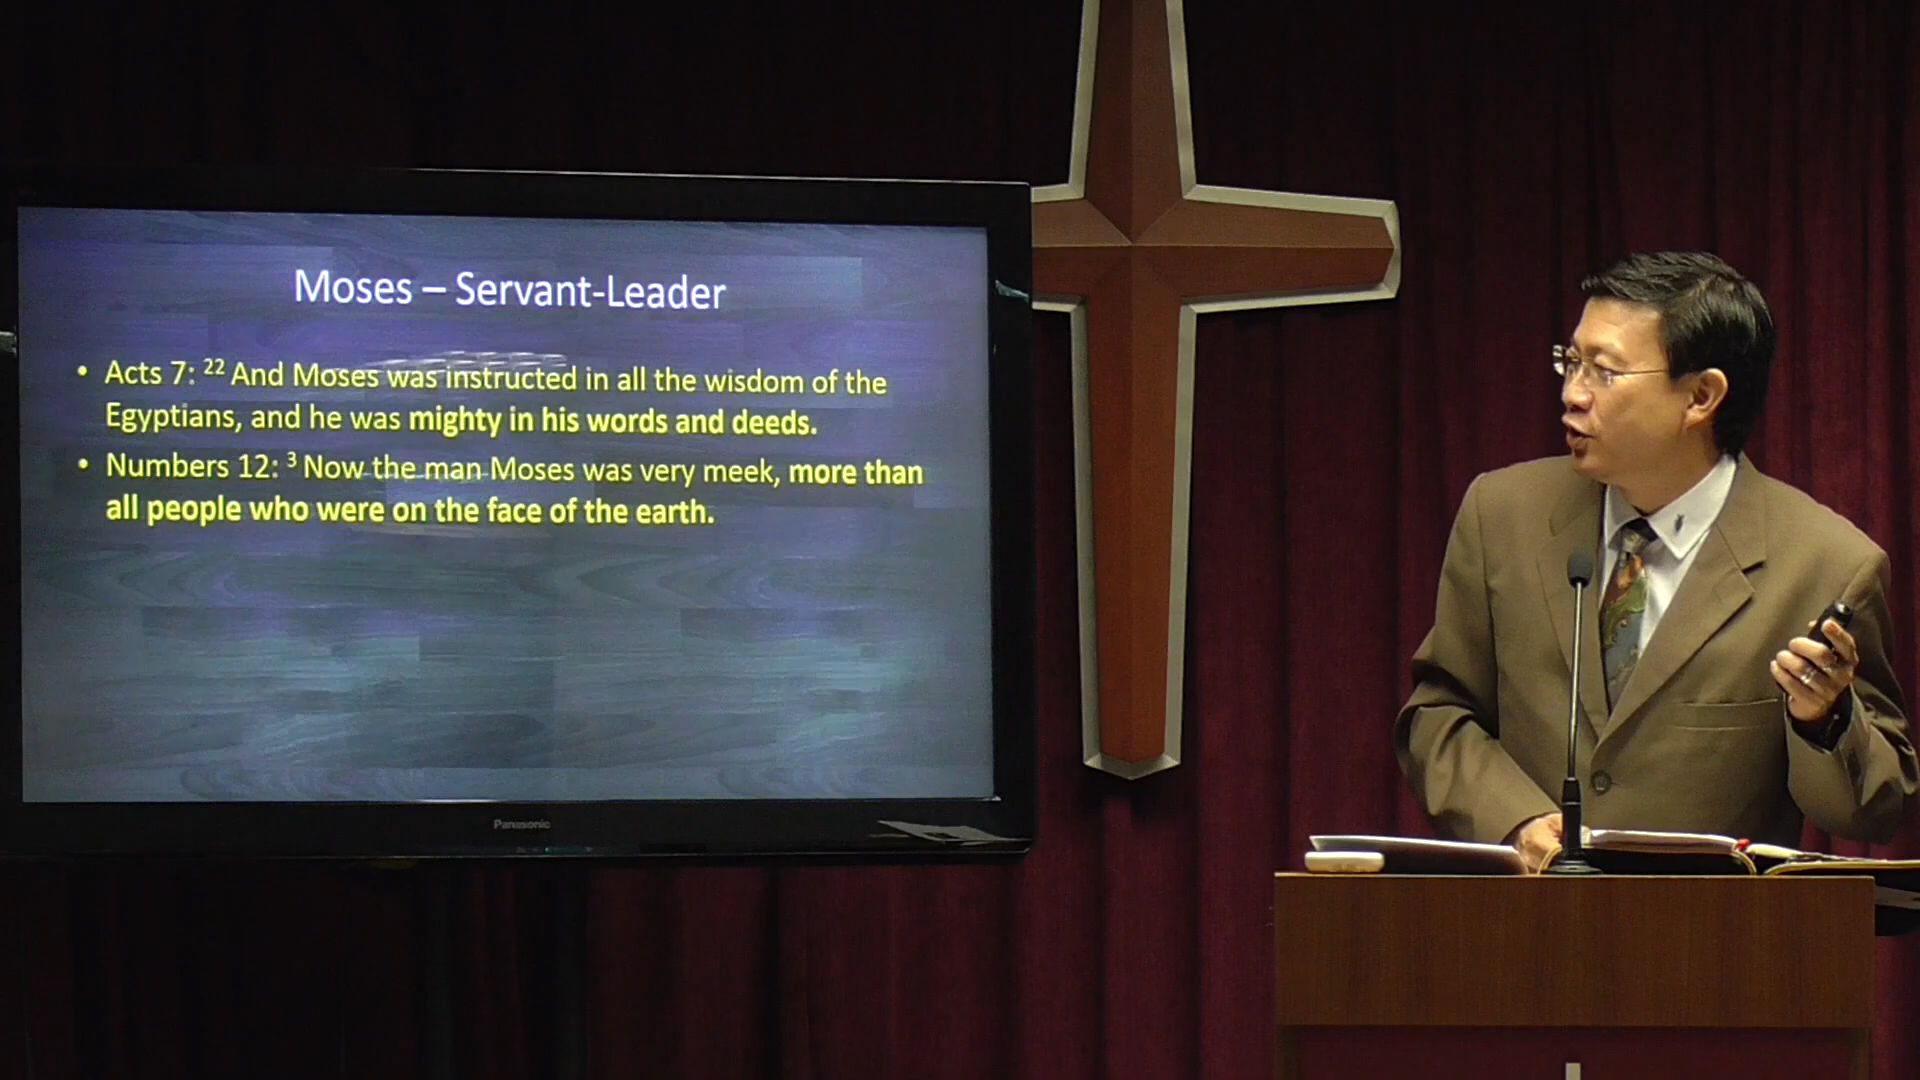 Moses – Servant-Leader
• Acts 7: ²² And Moses was instructed in all the wisdom of the
Egyptians, and he was mighty in his words and deeds.
• Numbers 12: ³ Now the man Moses was very meek, more than
all people who were on the face of the earth.
Panasonic